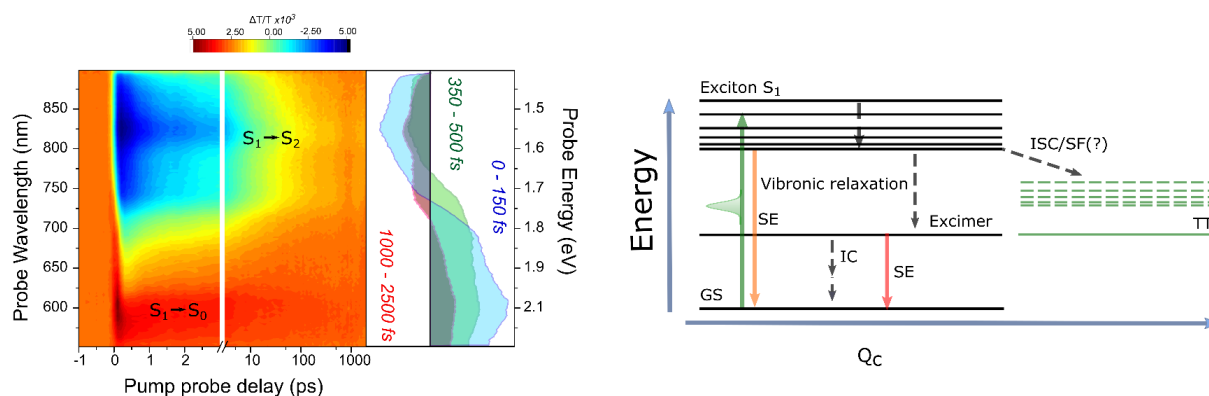 ΔT/T x10³
5.00 2.50 0.00 -2.50 5.00
Probe Wavelength (nm)
850
800
750
700
650
600
S₁→S₂
S₁→S₀
-1 0 1 2 10 100 1000
Pump probe delay (ps)
1000 - 2500 fs
350 - 500 fs
0 - 150 fs
1.5
1.6
1.7
1.8
1.9
2.1
Probe Energy (eV)
Energy
Exciton S₁
ISC/SF(?)
Vibronic relaxation
SE
Excimer
TT
IC
SE
GS
Q꜀